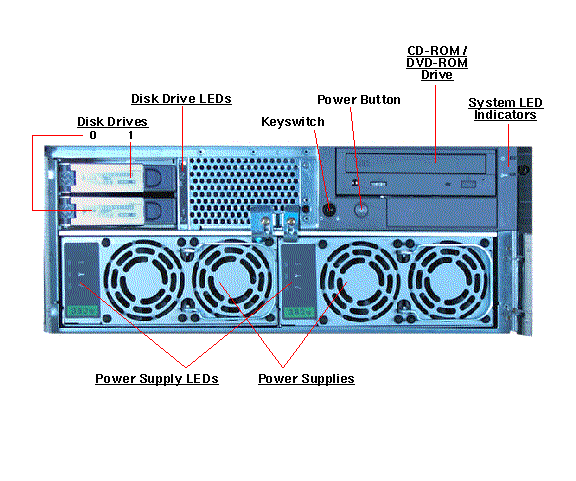 CD-ROM /
DVD-ROM
Drive
Disk Drive LEDs
Power Button
System LED
Indicators
Disk Drives
0 1
Keyswitch
Power Supply LEDs
Power Supplies